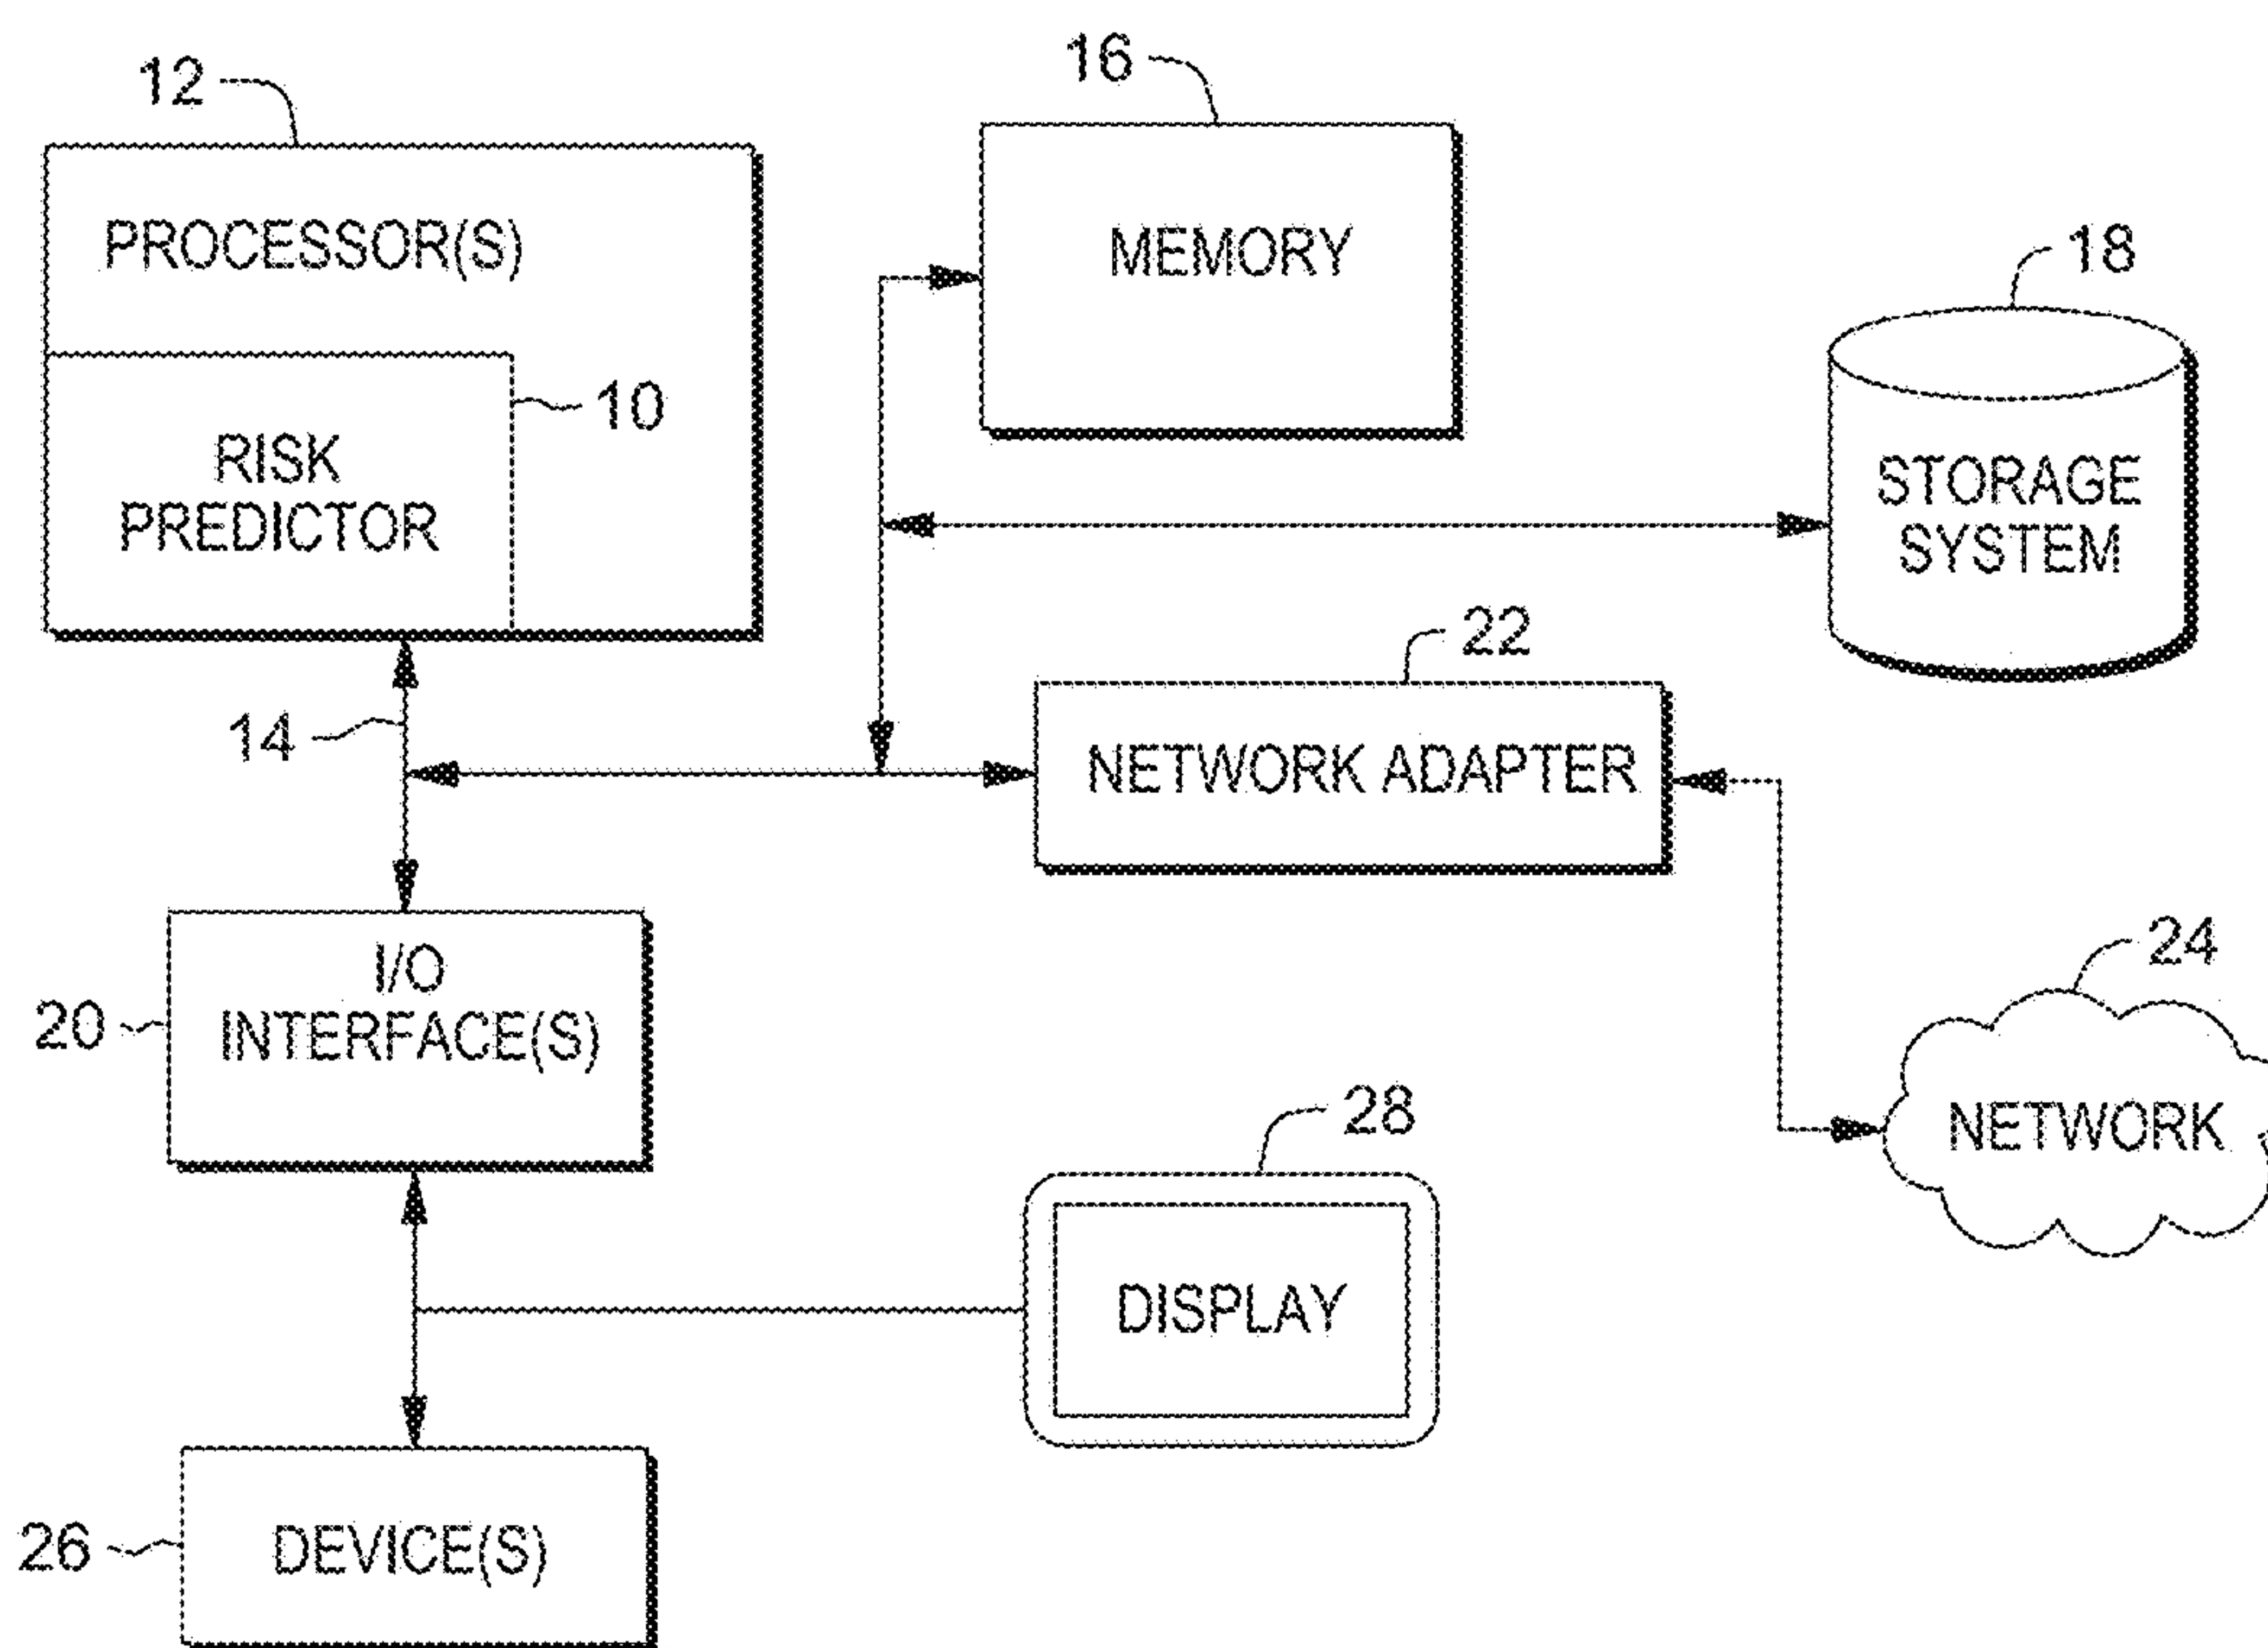 12
16
PROCESSOR(S)
MEMORY
18
10
RISK
PREDICTOR
STORAGE
SYSTEM
22
14
NETWORK ADAPTER
24
I/O
INTERFACE(S)
20
28
NETWORK
DISPLAY
26
DEVICE(S)